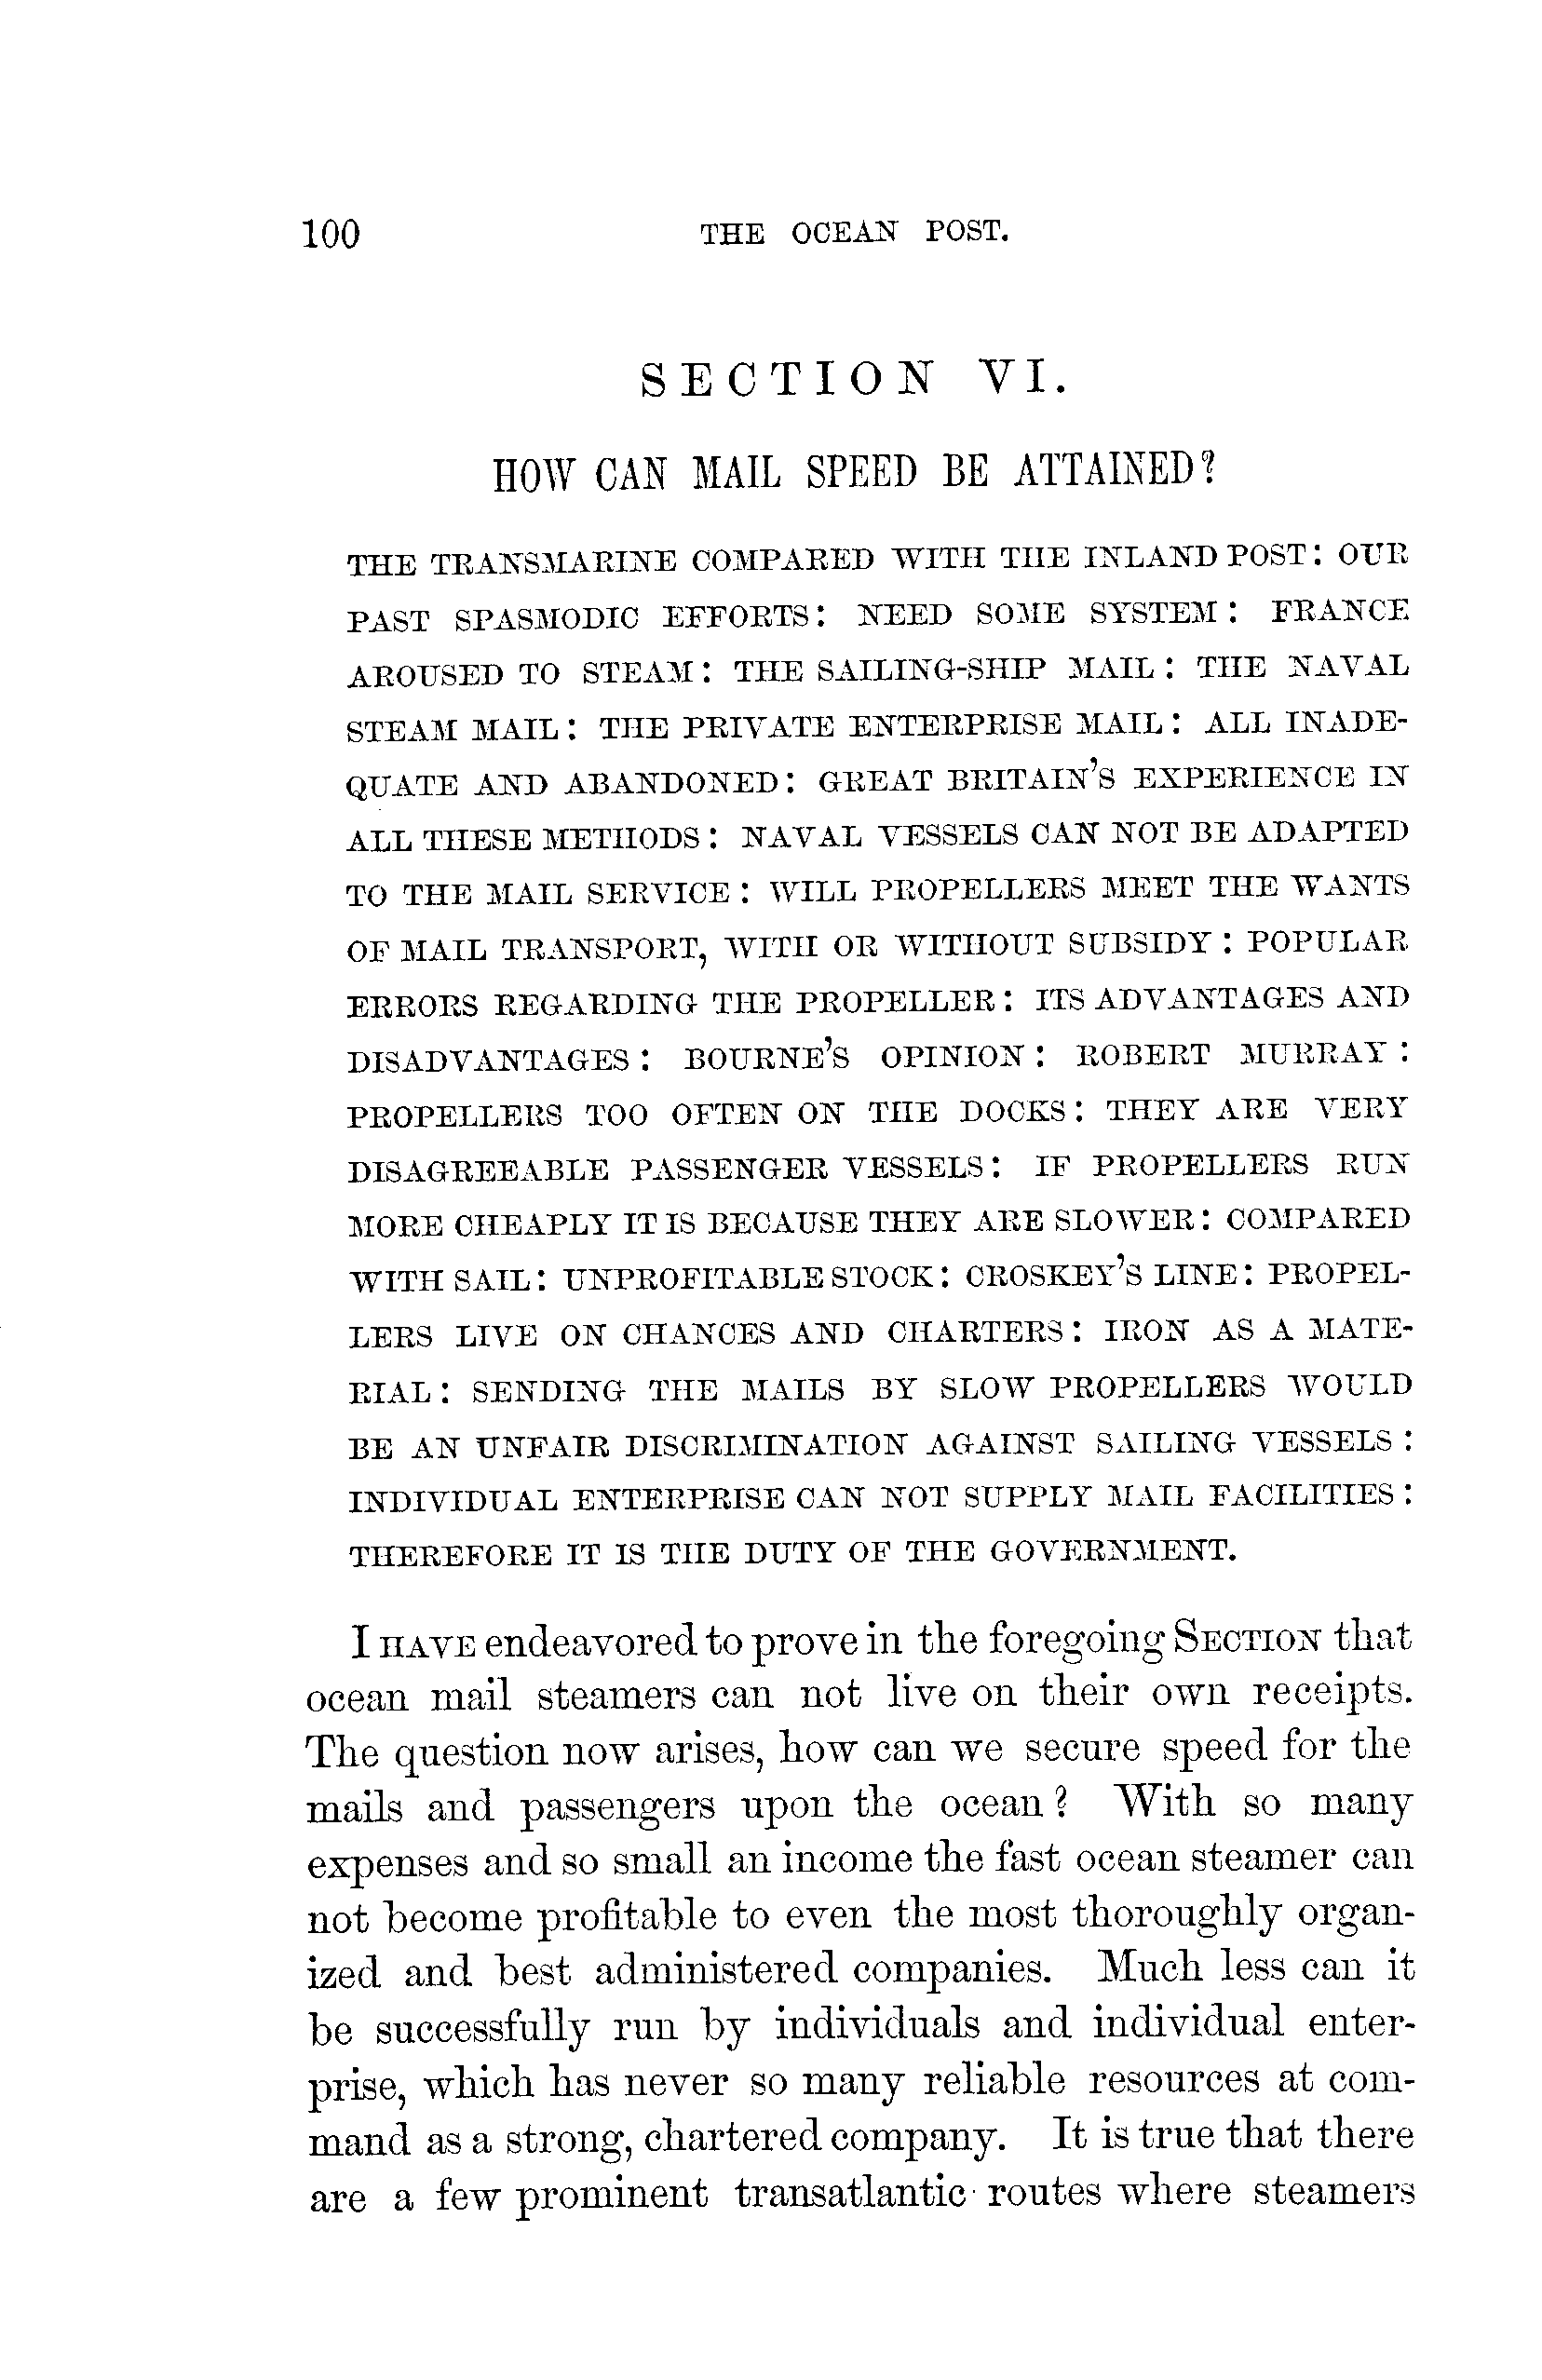 100 THE OCEAN POST.
SECTION VI.
HOW CAN MAIL SPEED BE ATTAINED?
THE TRANSMARINE COMPARED WITH THE INLAND POST: OUR
PAST SPASMODIC EFFORTS: NEED SOME SYSTEM: FRANCE
AROUSED TO STEAM: THE SAILING-SHIP MAIL: THE NAVAL
STEAM MAIL: THE PRIVATE ENTERPRISE MAIL: ALL INADE-
QUATE AND ABANDONED: GREAT BRITAIN'S EXPERIENCE IN
ALL THESE METHODS: NAVAL VESSELS CAN NOT BE ADAPTED
TO THE MAIL SERVICE: WILL PROPELLERS MEET THE WANTS
OF MAIL TRANSPORT, WITH OR WITHOUT SUBSIDY: POPULAR
ERRORS REGARDING THE PROPELLER: ITS ADVANTAGES AND
DISADVANTAGES: BOURNE'S OPINION: ROBERT MURRAY:
PROPELLERS TOO OFTEN ON THE DOCKS: THEY ARE VERY
DISAGREEABLE PASSENGER VESSELS: IF PROPELLERS RUN
MORE CHEAPLY IT IS BECAUSE THEY ARE SLOWER: COMPARED
WITH SAIL: UNPROFITABLE STOCK: CROSKEY'S LINE: PROPEL-
LERS LIVE ON CHANCES AND CHARTERS: IRON AS A MATE-
RIAL: SENDING THE MAILS BY SLOW PROPELLERS WOULD
BE AN UNFAIR DISCRIMINATION AGAINST SAILING VESSELS:
INDIVIDUAL ENTERPRISE CAN NOT SUPPLY MAIL FACILITIES:
THEREFORE IT IS THE DUTY OF THE GOVERNMENT.
I HAVE endeavored to prove in the foregoing SECTION that
ocean mail steamers can not live on their own receipts.
The question now arises, how can we secure speed for the
mails and passengers upon the ocean? With so many
expenses and so small an income the fast ocean steamer can
not become profitable to even the most thoroughly organ-
ized and best administered companies. Much less can it
be successfully run by individuals and individual enter-
prise, which has never so many reliable resources at com-
mand as a strong, chartered company. It is true that there
are a few prominent transatlantic routes where steamers